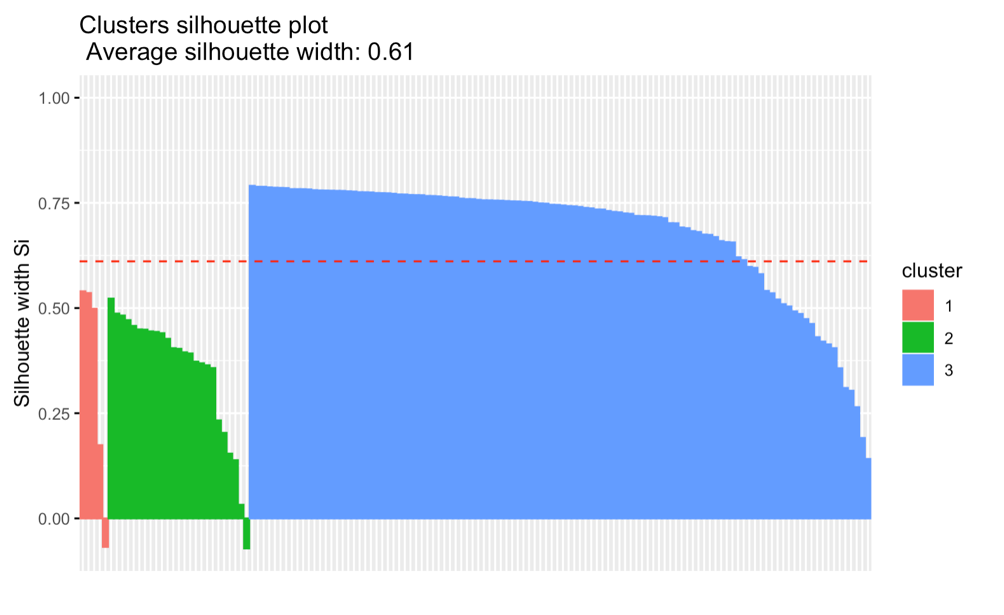 Clusters silhouette plot
Average silhouette width: 0.61
1.00
0.75
0.50
0.25
0.00
Silhouette width Si
cluster
1
2
3